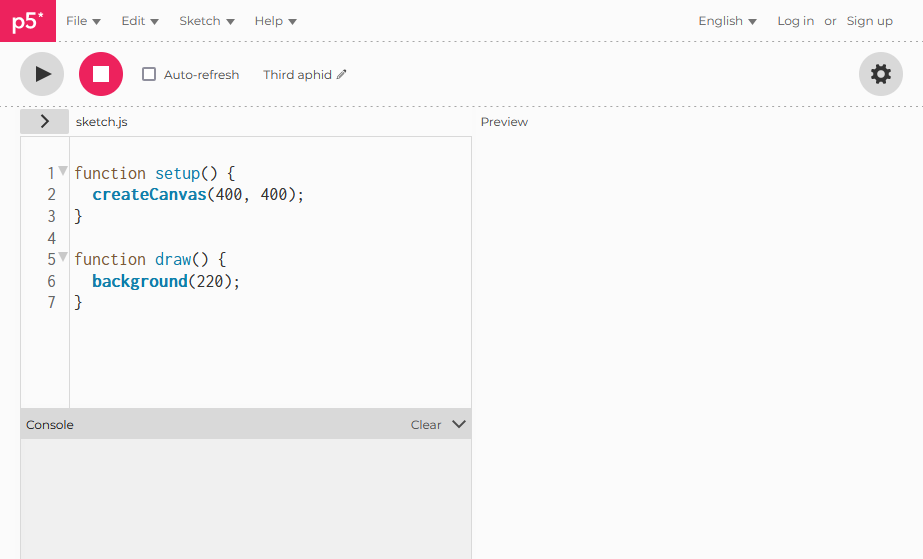 p5* File Edit Sketch Help English Log in or Sign up
Auto-refresh Third aphid
sketch.js Preview
1 function setup() {
2   createCanvas(400, 400);
3 }
4
5 function draw() {
6   background(220);
7 }
Console Clear